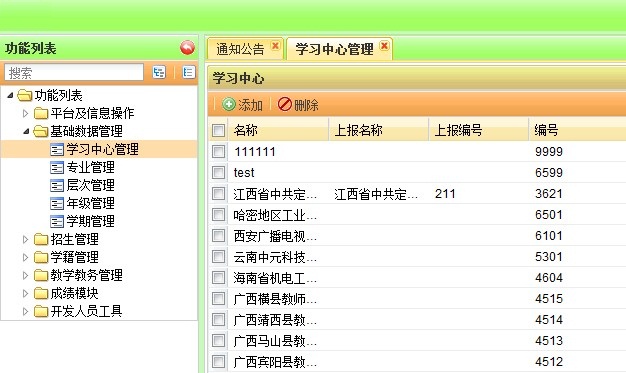 功能列表
搜索
功能列表
平台及信息操作
基础数据管理
学习中心管理
专业管理
层次管理
年级管理
学期管理
招生管理
学籍管理
教学教务管理
成绩模块
开发人员工具
通知公告 学习中心管理
学习中心
添加 删除
名称 上报名称 上报编号 编号
111111 9999
test 6599
江西省中共定... 江西省中共定... 211 3621
哈密地区工业... 6501
西安广播电视... 6101
云南中元科技... 5301
海南省机电工... 4604
广西横县教师... 4515
广西靖西县教... 4514
广西马山县教... 4513
广西宾阳县教... 4512